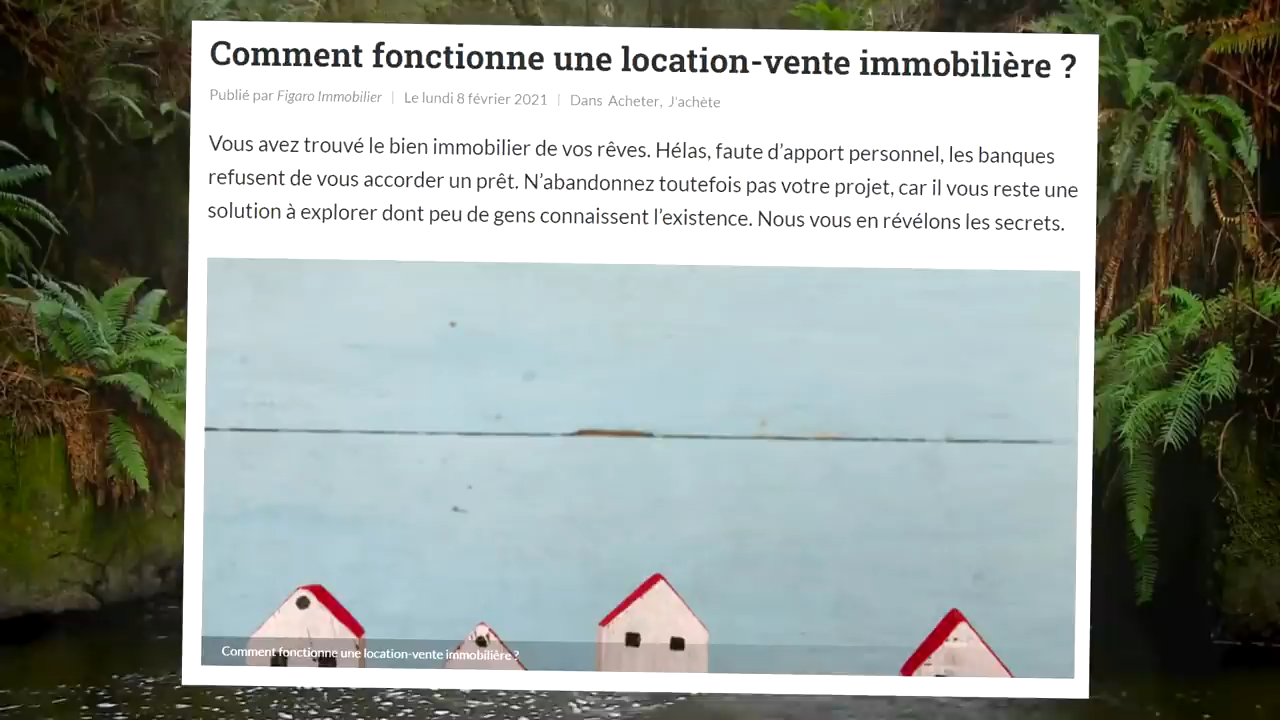 Comment fonctionne une location-vente immobilière ?
Publié par Figaro Immobilier | Le lundi 8 février 2021 | Dans Acheter, J'achète
Vous avez trouvé le bien immobilier de vos rêves. Hélas, faute d’apport personnel, les banques
refusent de vous accorder un prêt. N’abandonnez toutefois pas votre projet, car il vous reste une
solution à explorer dont peu de gens connaissent l’existence. Nous vous en révélons les secrets.
Comment fonctionne une location-vente immobilière ?